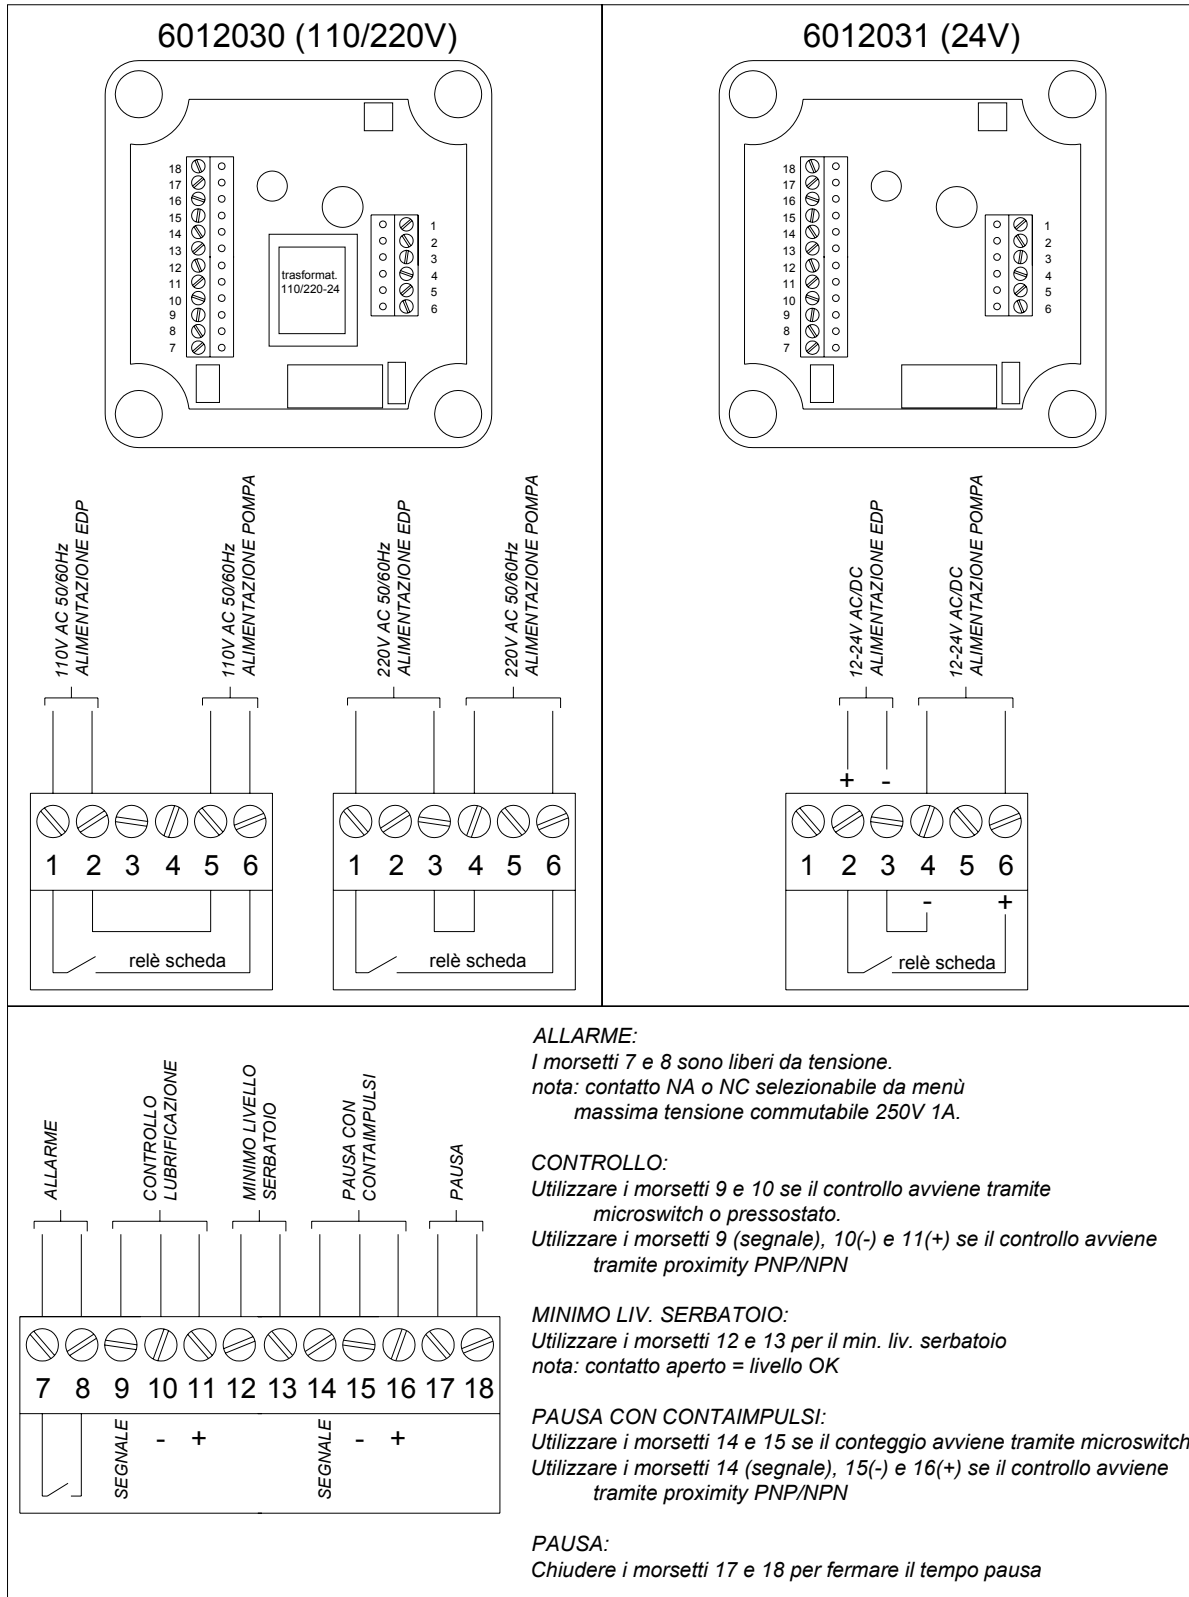 6012030 (110/220V)
18
17
16
15
14
13
12
11
10
9
8
7
trasformat.
110/220-24
1
2
3
4
5
6
110V AC 50/60Hz
ALIMENTAZIONE EDP
110V AC 50/60Hz
ALIMENTAZIONE POMPA
220V AC 50/60Hz
ALIMENTAZIONE EDP
220V AC 50/60Hz
ALIMENTAZIONE POMPA
1 2 3 4 5 6
relè scheda
1 2 3 4 5 6
relè scheda
6012031 (24V)
18
17
16
15
14
13
12
11
10
9
8
7
1
2
3
4
5
6
12-24V AC/DC
ALIMENTAZIONE EDP
12-24V AC/DC
ALIMENTAZIONE POMPA
+ -
1 2 3 4 5 6
- +
relè scheda
ALLARME
CONTROLLO
LUBRIFICAZIONE
MINIMO LIVELLO
SERBATOIO
PAUSA CON
CONTAIMPULSI
PAUSA
7 8 9 10 11 12 13 14 15 16 17 18
SEGNALE - + SEGNALE - +
ALLARME:
I morsetti 7 e 8 sono liberi da tensione.
nota: contatto NA o NC selezionabile da menù
massima tensione commutabile 250V 1A.
CONTROLLO:
Utilizzare i morsetti 9 e 10 se il controllo avviene tramite
microswitch o pressostato.
Utilizzare i morsetti 9 (segnale), 10(-) e 11(+) se il controllo avviene
tramite proximity PNP/NPN
MINIMO LIV. SERBATOIO:
Utilizzare i morsetti 12 e 13 per il min. liv. serbatoio
nota: contatto aperto = livello OK
PAUSA CON CONTAIMPULSI:
Utilizzare i morsetti 14 e 15 se il conteggio avviene tramite microswitch
Utilizzare i morsetti 14 (segnale), 15(-) e 16(+) se il controllo avviene
tramite proximity PNP/NPN
PAUSA:
Chiudere i morsetti 17 e 18 per fermare il tempo pausa